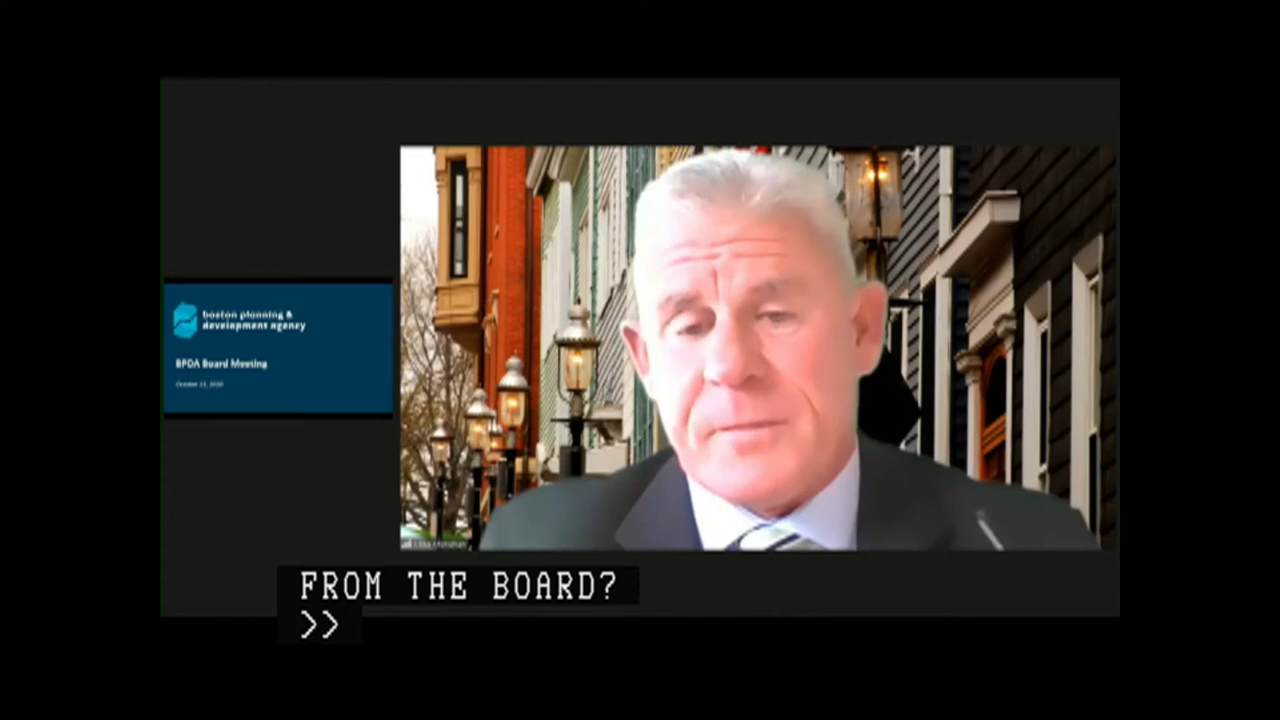 boston planning &
development agency
BPDA Board Meeting
FROM THE BOARD?
>>